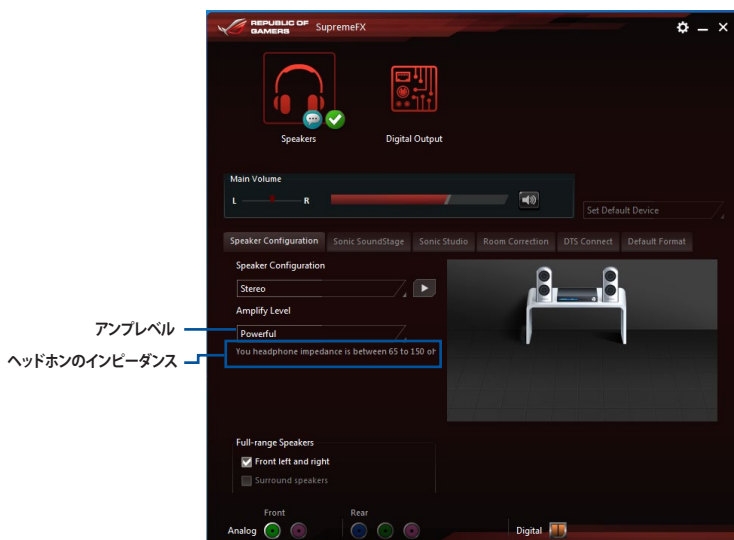 REPUBLIC OF
GAMERS
SupremeFX
Speakers
Digital Output
Main Volume
L R
Set Default Device
Speaker Configuration Sonic SoundStage Sonic Studio Room Correction DTS Connect Default Format
Speaker Configuration
Stereo
Amplify Level
アンプレベル
Powerful
ヘッドホンのインピーダンス
You headphone impedance is between 65 to 150 oh
Full-range Speakers
Front left and right
Surround speakers
Front Rear
Analog Digital